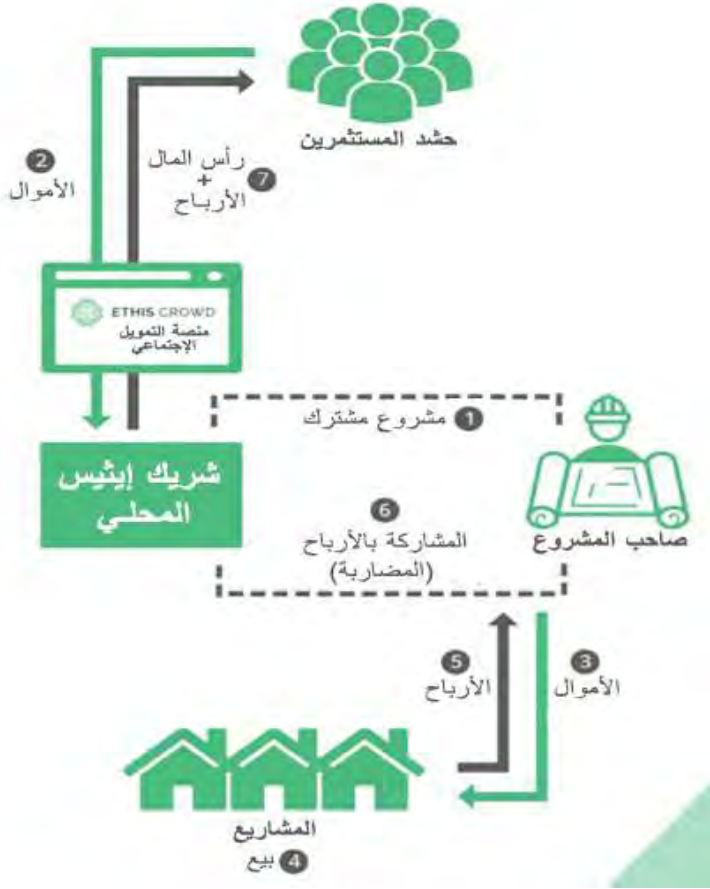 حشد المستثمرين
2
الأموال
رأس المال
+
الأرباح
7
ETHIS CROWD
منصة التمويل
الإجتماعي
1 مشروع مشترك
شريك إيثيس
المحلي
6
المشاركة بالأرباح
(المضاربة)
صاحب المشروع
5
الأرباح
3
الأموال
المشاريع
4 بيع